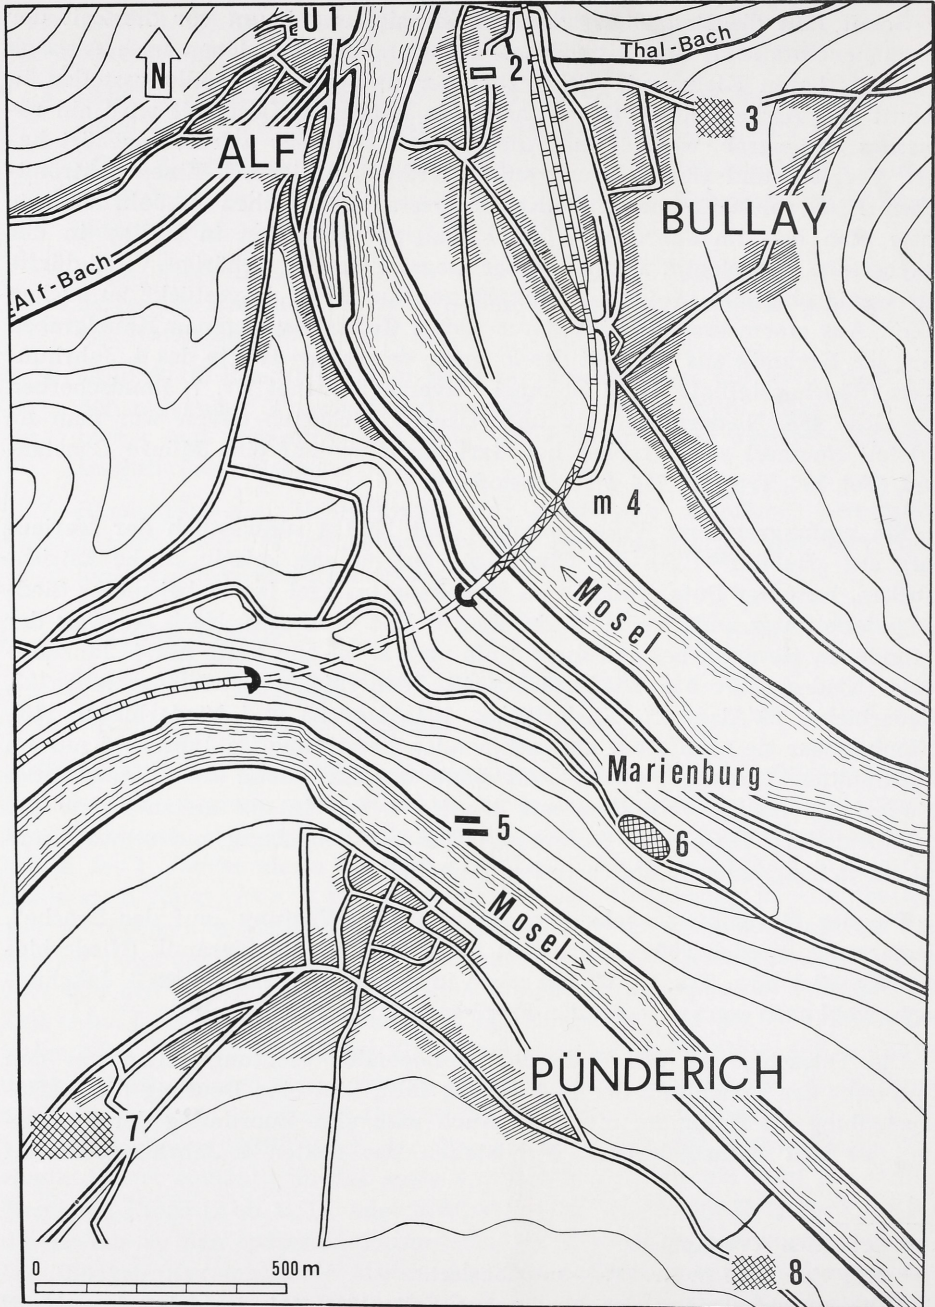 U 1
Thal-Bach
N
2
3
ALF
BULLAY
Alf-Bach
m 4
< Mosel
Marienburg
5
6
Mosel >
PÜNDERICH
7
8
0 500 m